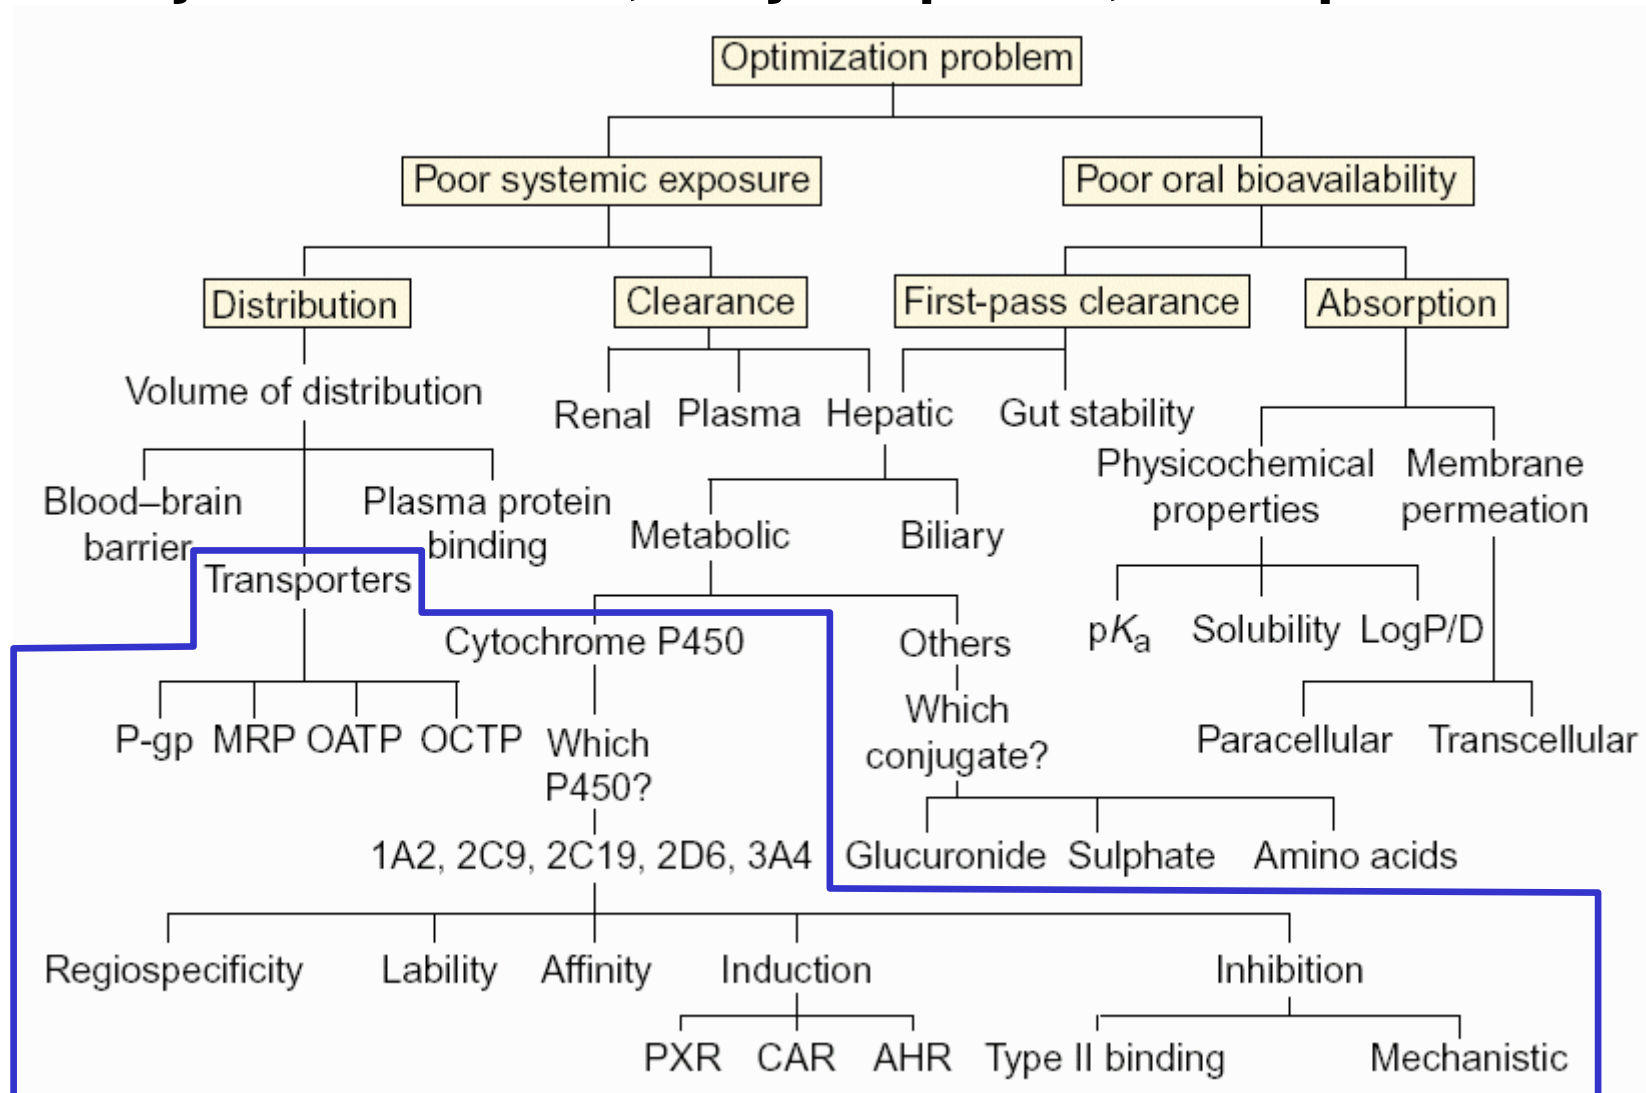 Optimization problem
Poor systemic exposure
Poor oral bioavailability
Distribution
Clearance
First-pass clearance
Absorption
Volume of distribution
Renal
Plasma
Hepatic
Gut stability
Physicochemical
properties
Membrane
permeation
Blood–brain
barrier
Plasma protein
binding
Metabolic
Biliary
Transporters
Cytochrome P450
Others
pKa
Solubility
LogP/D
P-gp
MRP
OATP
OCTP
Which
P450?
Which
conjugate?
Paracellular
Transcellular
1A2, 2C9, 2C19, 2D6, 3A4
Glucuronide
Sulphate
Amino acids
Regiospecificity
Lability
Affinity
Induction
Inhibition
PXR
CAR
AHR
Type II binding
Mechanistic